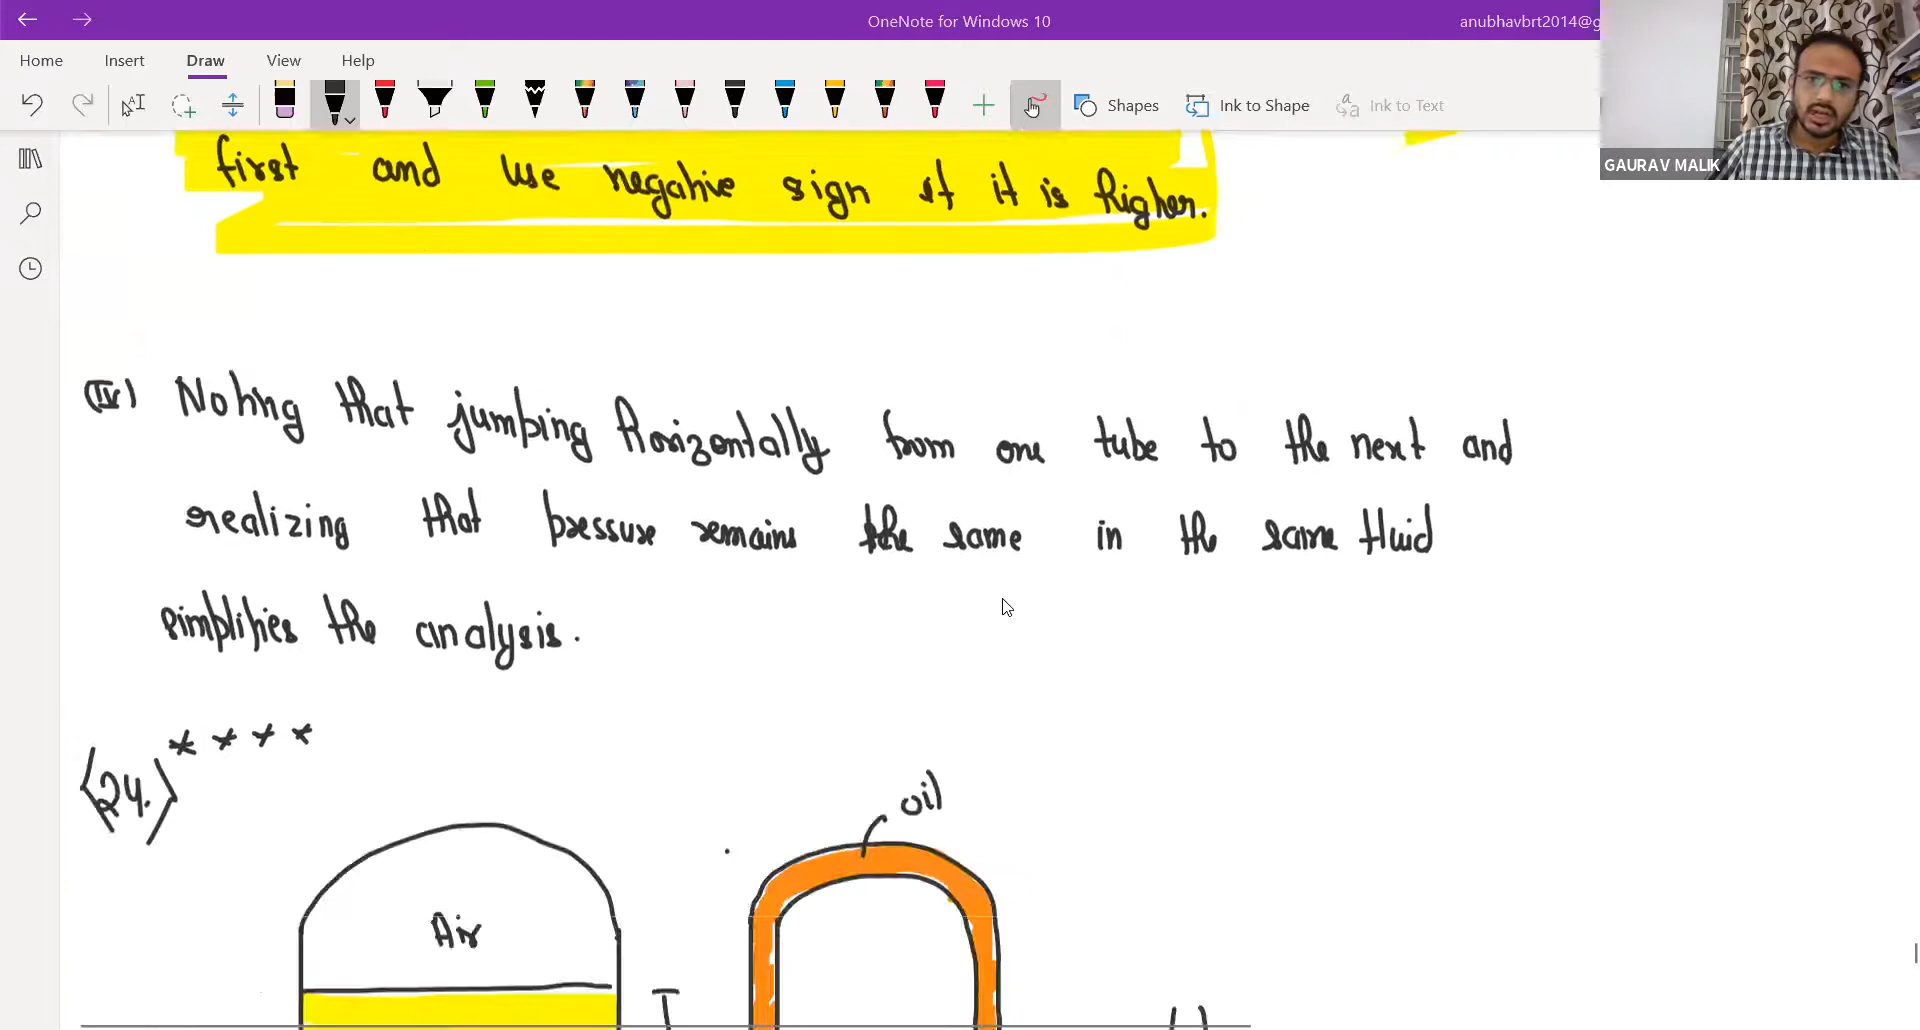 OneNote for Windows 10
anubhavbrt2014@g
Home Insert Draw View Help
Shapes Ink to Shape Ink to Text
GAURAV MALIK
first and use negative sign if it is higher.
(IV) Noting that jumping horizontally from one tube to the next and
realizing that pressure remains the same in the same fluid
simplifies the analysis.
<24.> ****
oil
Air